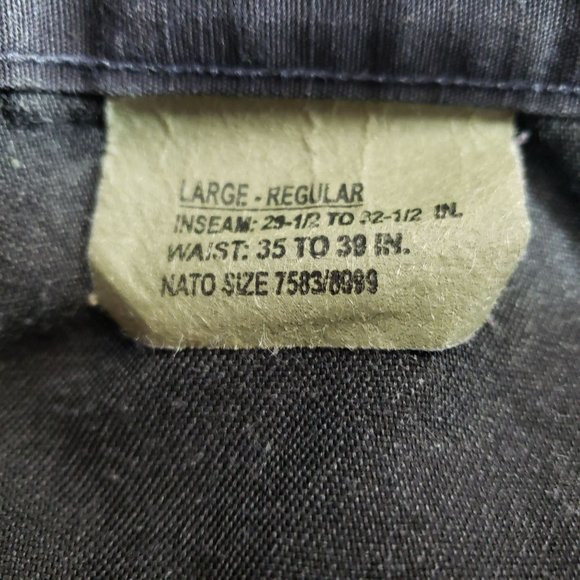 LARGE - REGULAR
INSEAM: 29-1/2 TO 32-1/2 IN.
WAIST: 35 TO 39 IN.
NATO SIZE 7583/8999